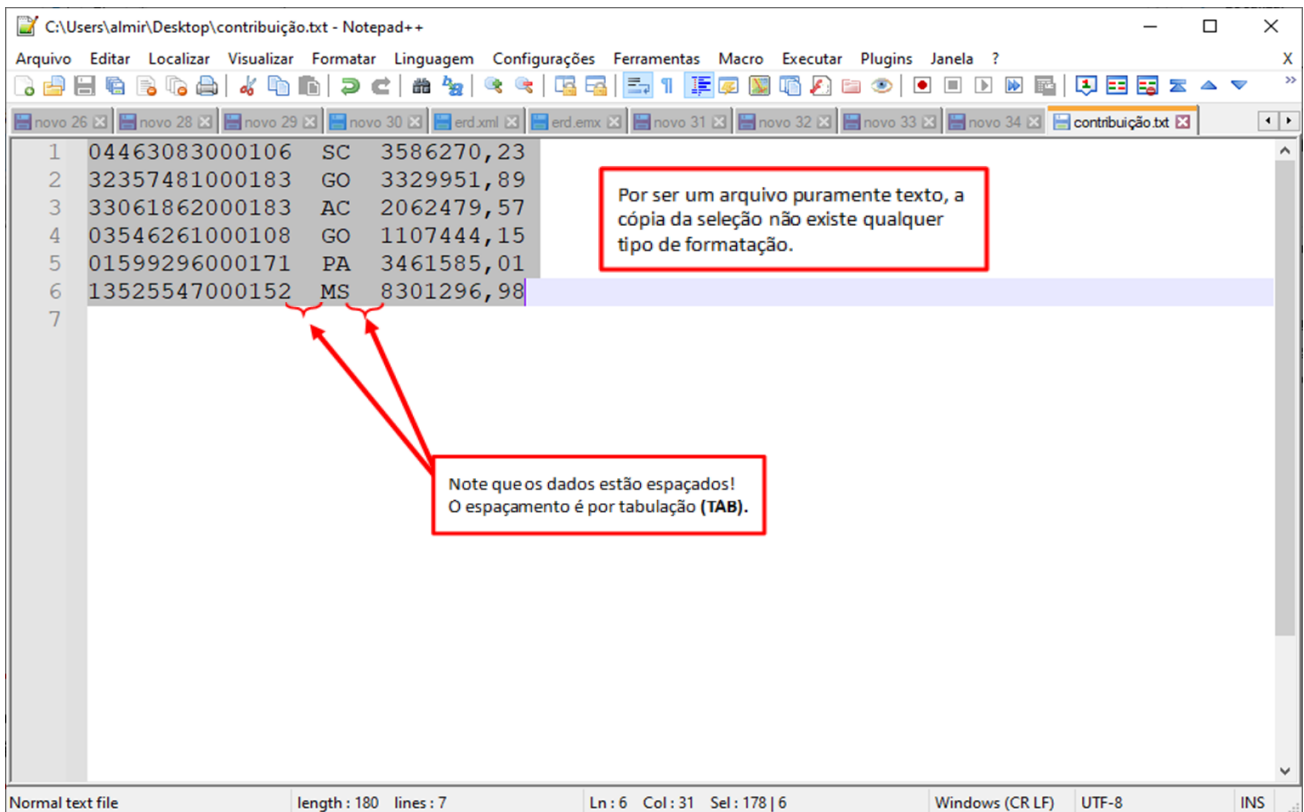 C:\Users\almir\Desktop\contribuição.txt - Notepad++
Arquivo Editar Localizar Visualizar Formatar Linguagem Configurações Ferramentas Macro Executar Plugins Janela ? X
novo 26 novo 28 novo 29 novo 30 erd.xml erd.emx novo 31 novo 32 novo 33 novo 34 contribuição.txt
1 04463083000106 SC 3586270,23
2 32357481000183 GO 3329951,89
3 33061862000183 AC 2062479,57
4 03546261000108 GO 1107444,15
5 01599296000171 PA 3461585,01
6 13525547000152 MS 8301296,98
7
Por ser um arquivo puramente texto, a
cópia da seleção não existe qualquer
tipo de formatação.
Note que os dados estão espaçados!
O espaçamento é por tabulação (TAB).
Normal text file length : 180 lines : 7 Ln : 6 Col : 31 Sel : 178 | 6 Windows (CR LF) UTF-8 INS